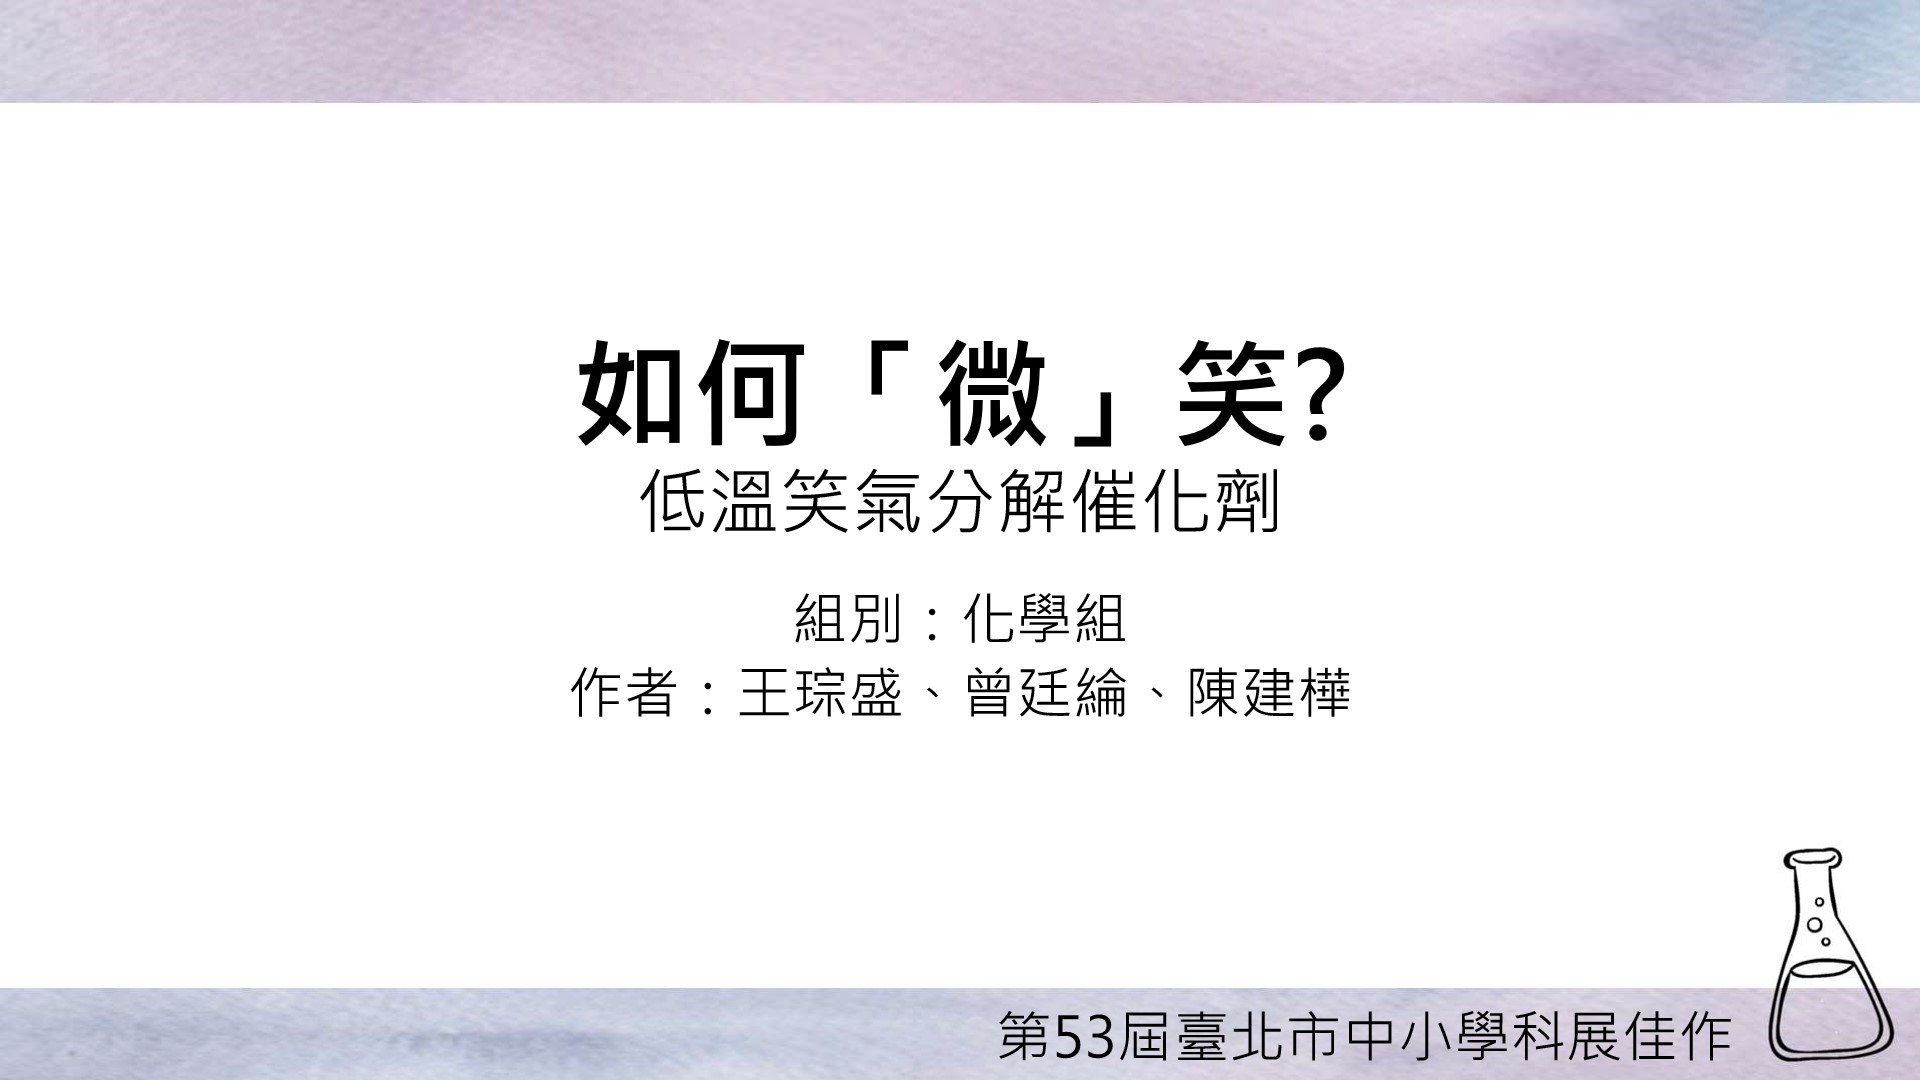 如何「微」笑?
低溫笑氣分解催化劑
組別：化學組
作者：王琮盛、曾廷綸、陳建樺
第53屆臺北市中小學科展佳作